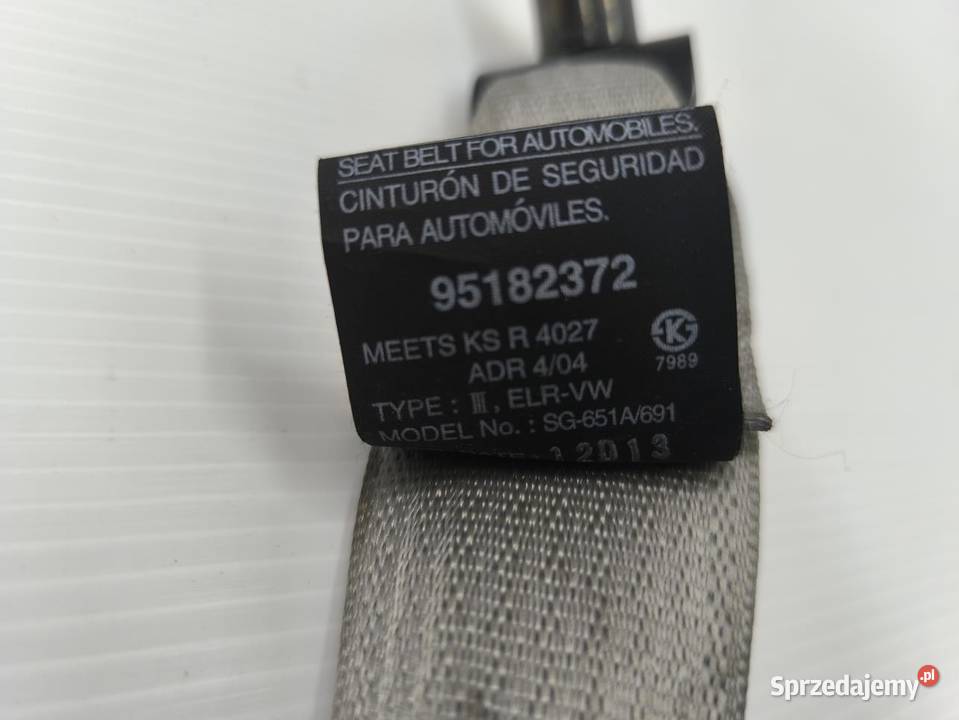 SEAT BELT FOR AUTOMOBILES.
CINTURÓN DE SEGURIDAD
PARA AUTOMÓVILES.
95182372
MEETS KS R 4027
ADR 4/04
K
7989
TYPE : Ⅲ, ELR-VW
MODEL No. : SG-651A/691
2013
Sprzedajemy.pl